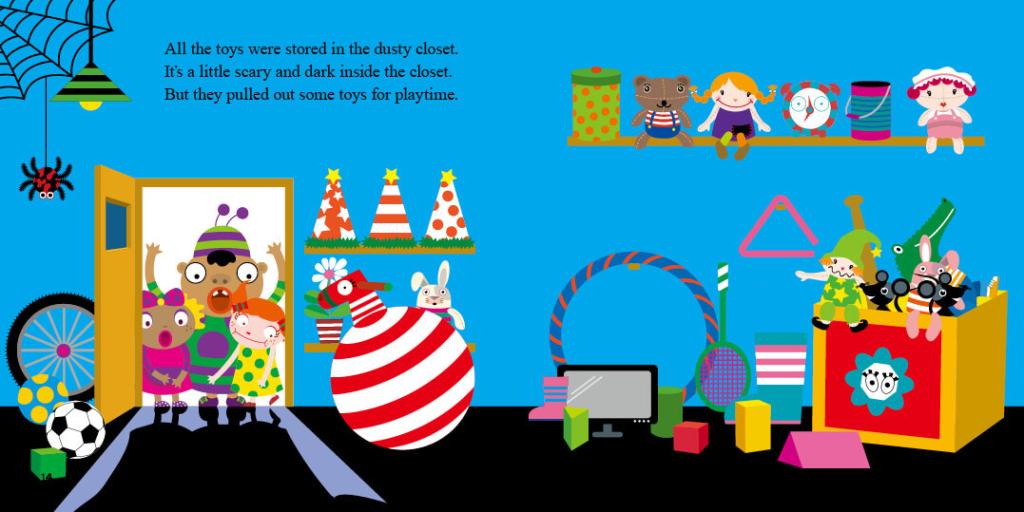 All the toys were stored in the dusty closet.
It's a little scary and dark inside the closet.
But they pulled out some toys for playtime.
14